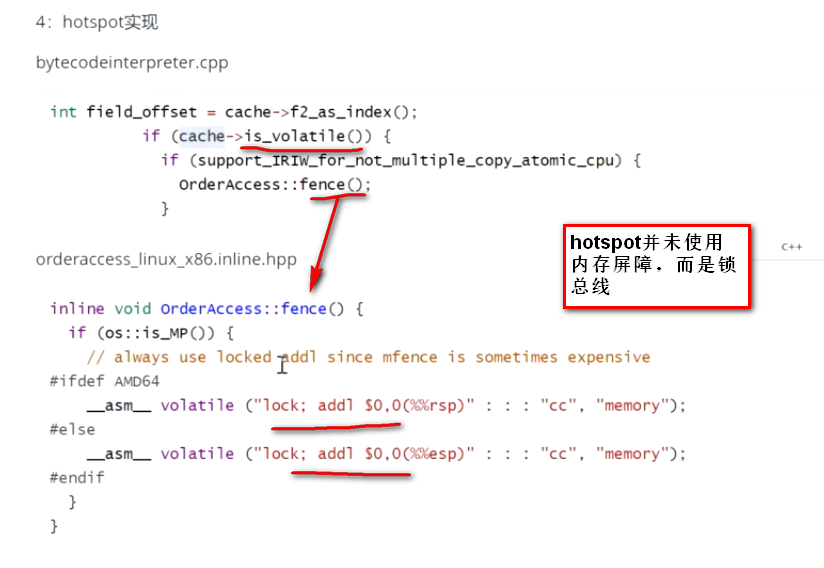 4：hotspot实现
bytecodeinterpreter.cpp
int field_offset = cache->f2_as_index();
if (cache->is_volatile()) {
if (support_IRIW_for_not_multiple_copy_atomic_cpu) {
OrderAccess::fence();
}
hotspot并未使用
内存屏障，而是锁
总线
c++
orderaccess_linux_x86.inline.hpp
inline void OrderAccess::fence() {
if (os::is_MP()) {
// always use locked addl since mfence is sometimes expensive
#ifdef AMD64
__asm__ volatile ("lock; addl $0,0(%%rsp)" : : : "cc", "memory");
#else
__asm__ volatile ("lock; addl $0,0(%%esp)" : : : "cc", "memory");
#endif
}
}